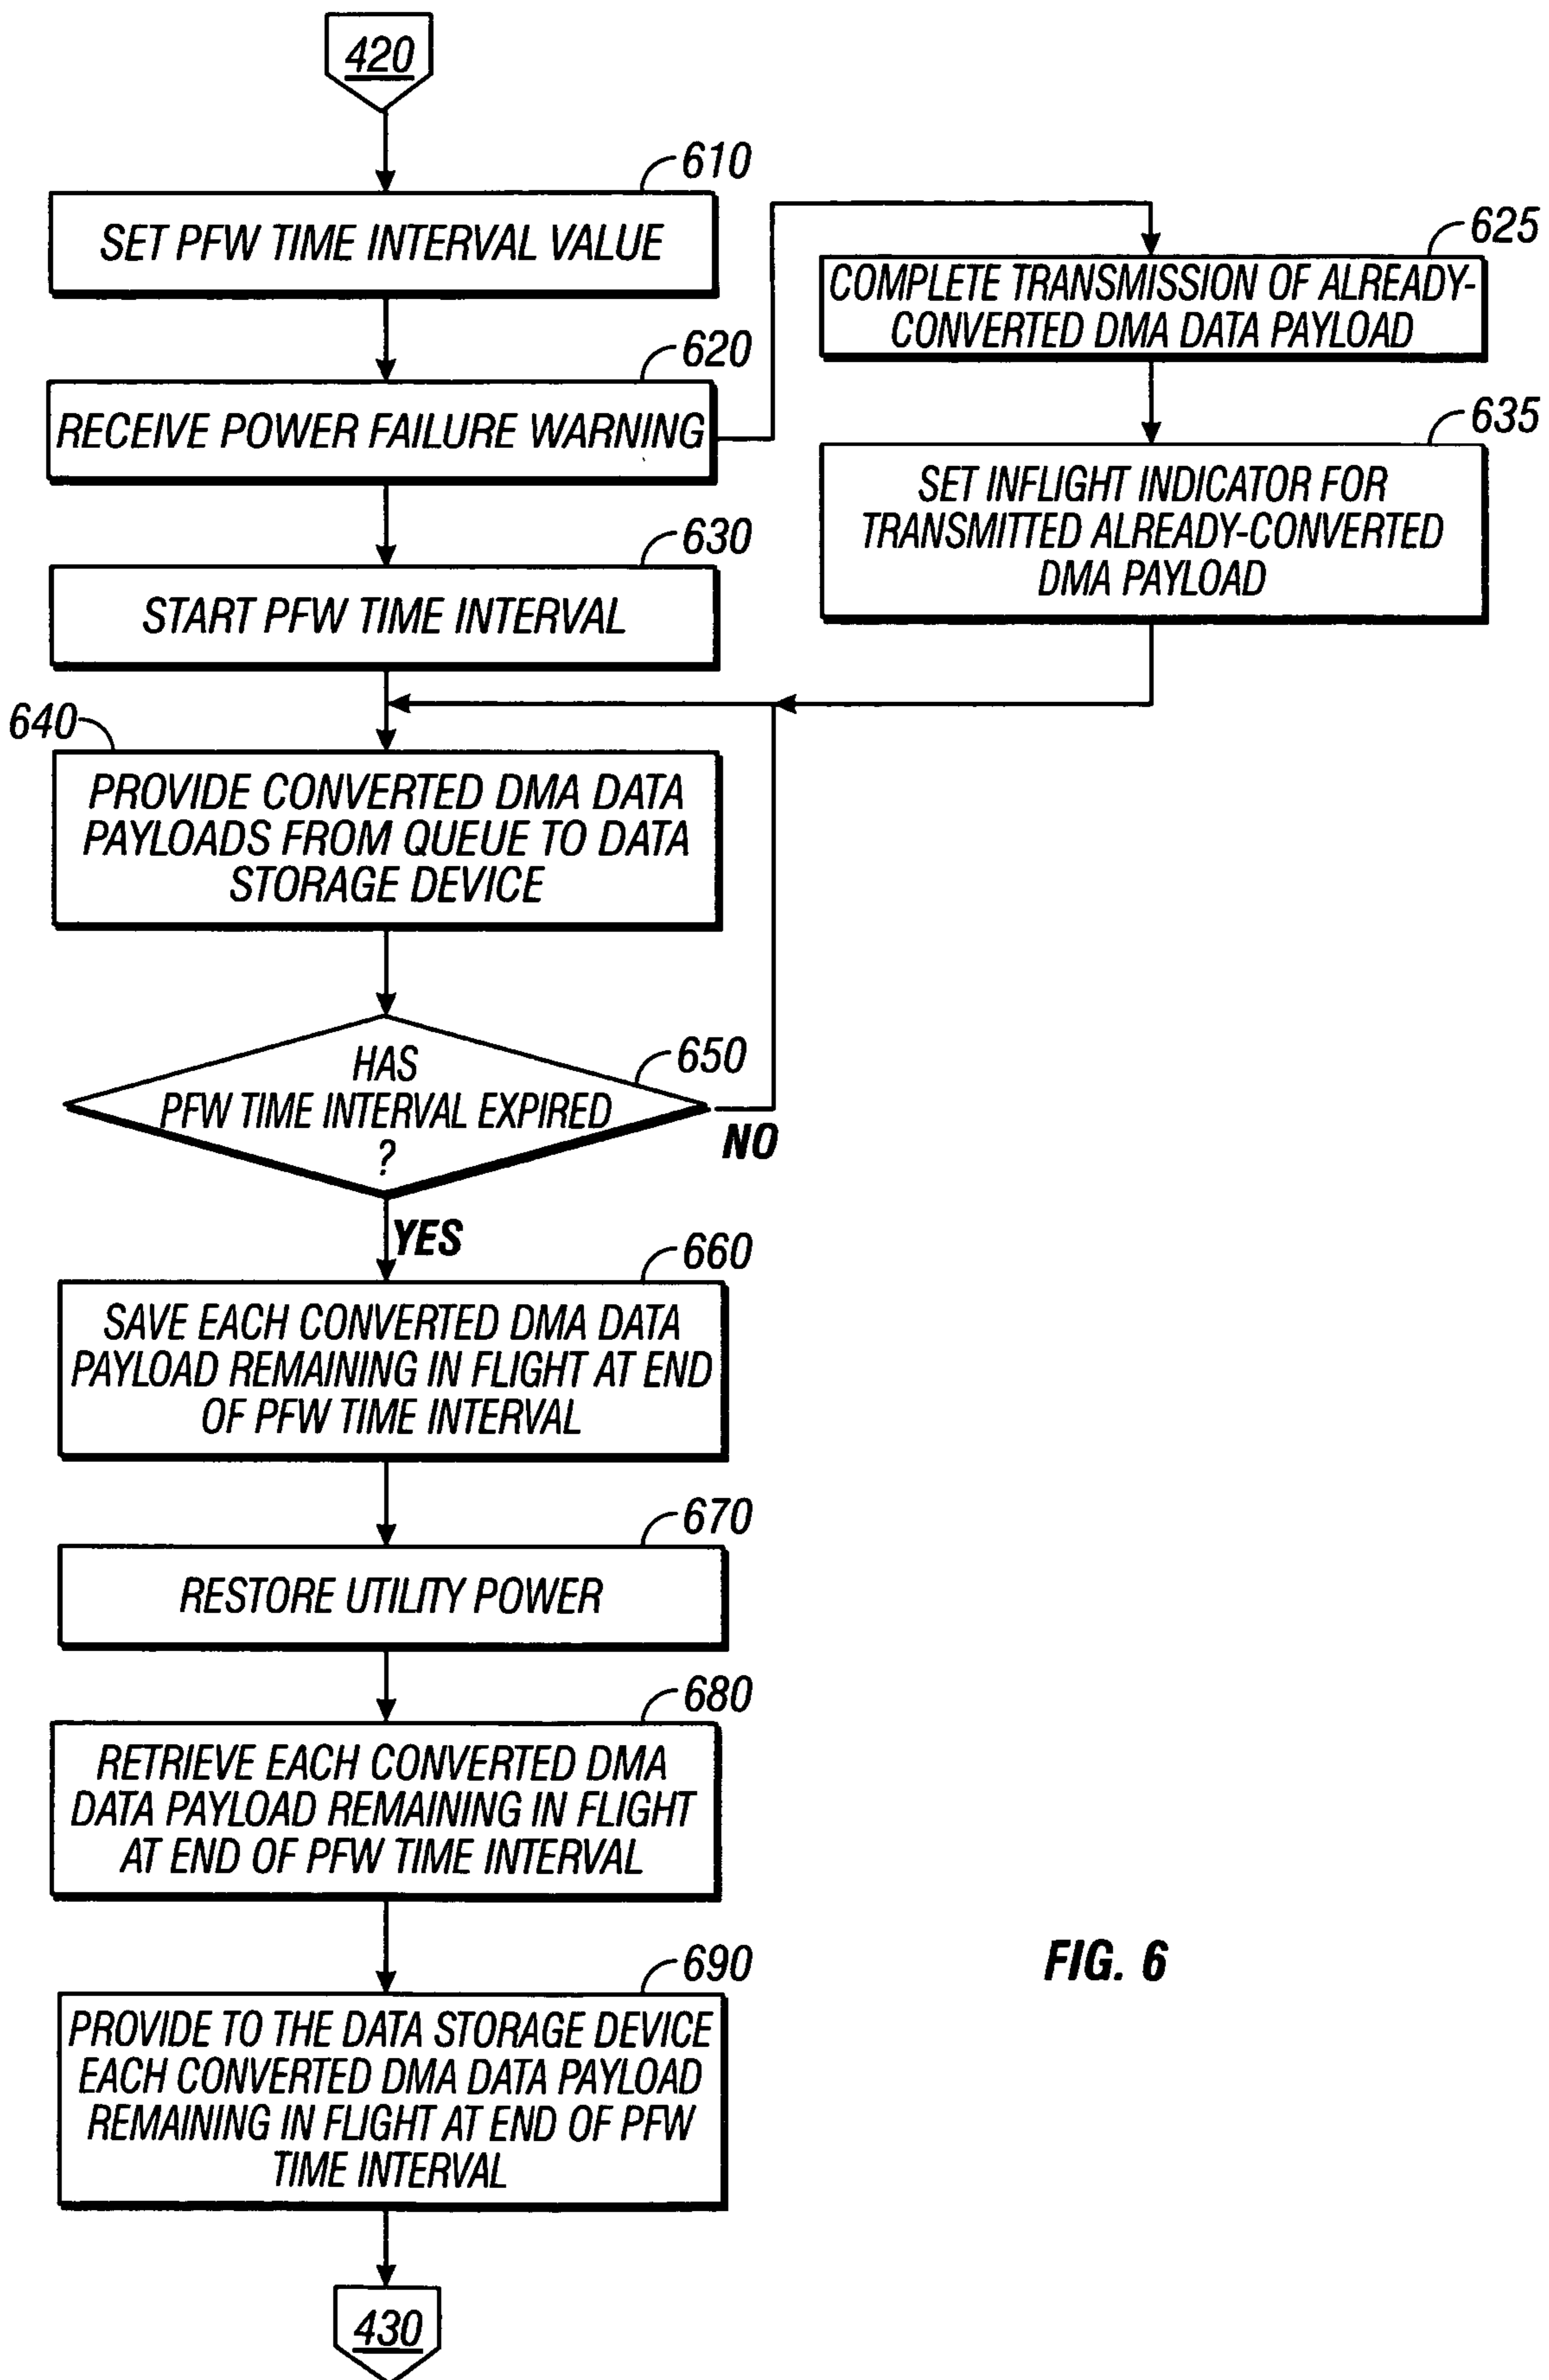 420
610
SET PFW TIME INTERVAL VALUE
620
RECEIVE POWER FAILURE WARNING
625
COMPLETE TRANSMISSION OF ALREADY-
CONVERTED DMA DATA PAYLOAD
635
SET INFLIGHT INDICATOR FOR
TRANSMITTED ALREADY-CONVERTED
DMA PAYLOAD
630
START PFW TIME INTERVAL
640
PROVIDE CONVERTED DMA DATA
PAYLOADS FROM QUEUE TO DATA
STORAGE DEVICE
650
HAS
PFW TIME INTERVAL EXPIRED
?
NO
YES
660
SAVE EACH CONVERTED DMA DATA
PAYLOAD REMAINING IN FLIGHT AT END
OF PFW TIME INTERVAL
670
RESTORE UTILITY POWER
680
RETRIEVE EACH CONVERTED DMA
DATA PAYLOAD REMAINING IN FLIGHT
AT END OF PFW TIME INTERVAL
690
PROVIDE TO THE DATA STORAGE DEVICE
EACH CONVERTED DMA DATA PAYLOAD
REMAINING IN FLIGHT AT END OF PFW
TIME INTERVAL
430
FIG. 6